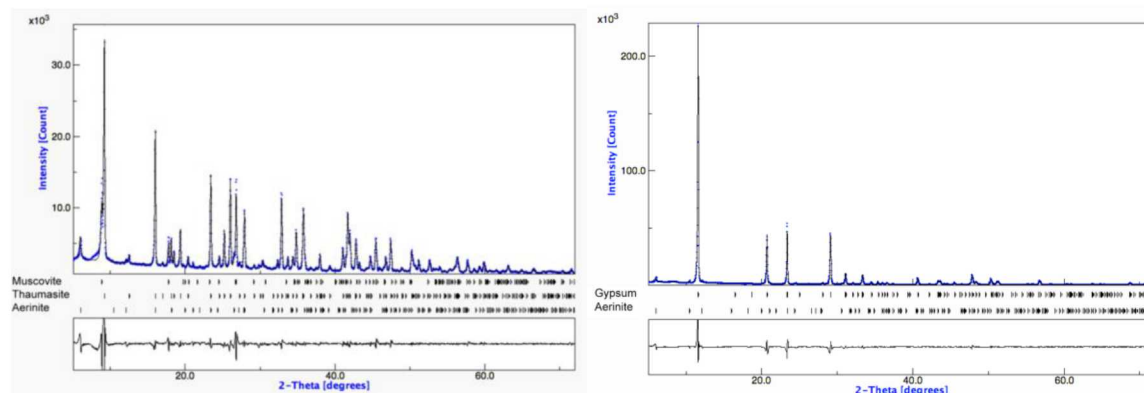 x10³
30.0
20.0
10.0
Intensity [Count]
Muscovite
Thaumasite
Aerinite
20.0 40.0 60.0
2-Theta [degrees]
x10³
200.0
100.0
Intensity [Count]
Gypsum
Aerinite
20.0 40.0 60.0
2-Theta [degrees]